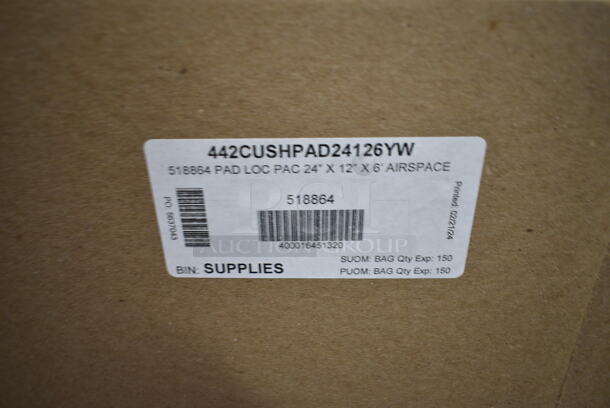 442CUSHPAD24126YW
518864 PAD LOC PAC 24" X 12" X 6' AIRSPACE
518864
400016451320
PO: 5637043
Printed: 02/21/24
BIN: SUPPLIES
SUOM: BAG Qty Exp: 150
PUOM: BAG Qty Exp: 150
AUCTION GROUP